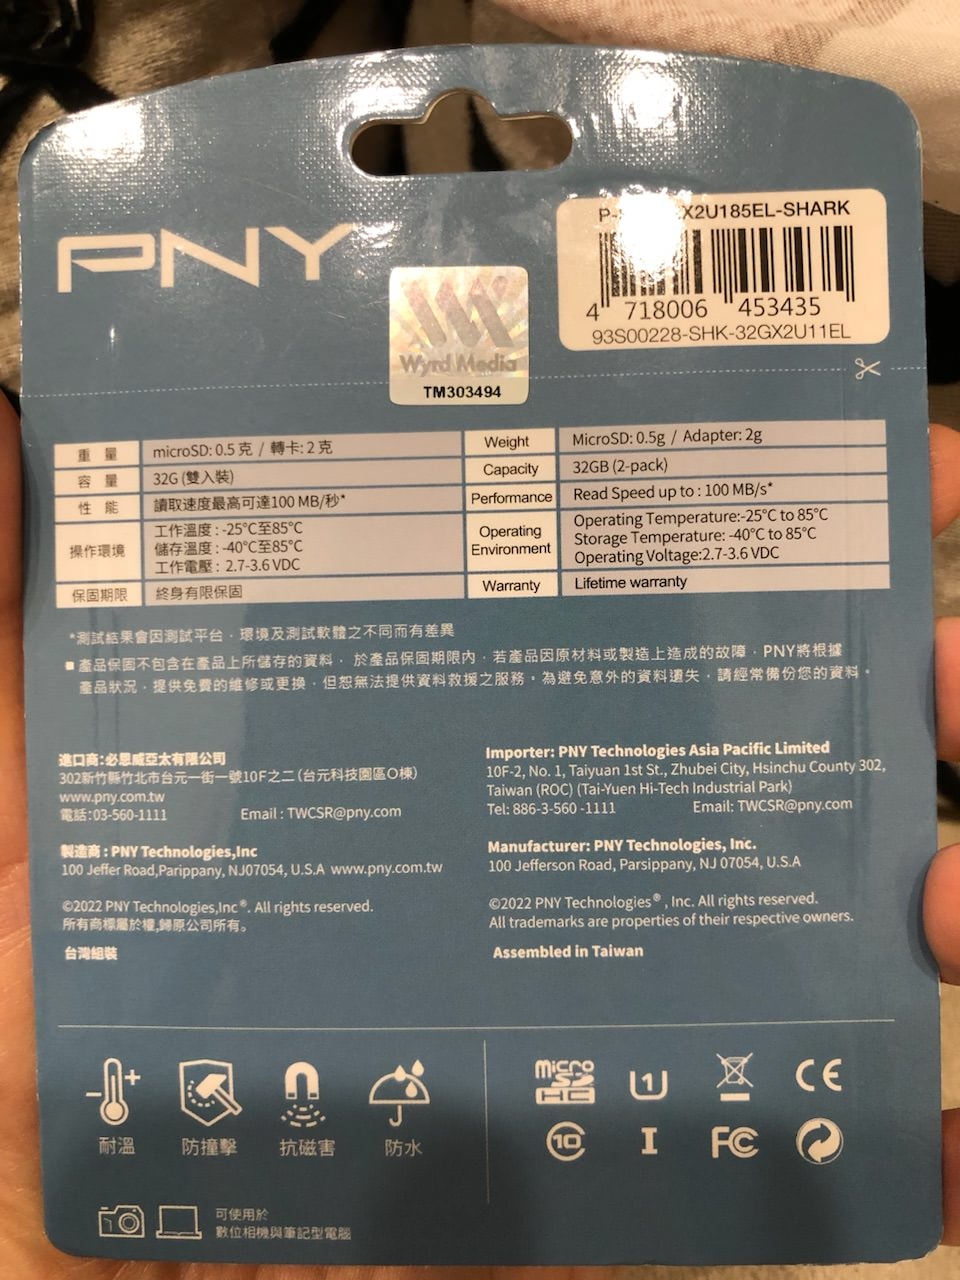 PNY
X2U185EL-SHARK
4 718006 453435
93S00228-SHK-32GX2U11EL
Wyrd Media
TM303494
重 量 microSD: 0.5 克 / 轉卡: 2 克
容 量 32G (雙入裝)
性 能 讀取速度最高可達100 MB/秒*
操作環境
工作溫度 : -25°C至85°C
儲存溫度 : -40°C至85°C
工作電壓 : 2.7-3.6 VDC
保固期限 終身有限保固
Weight MicroSD: 0.5g / Adapter: 2g
Capacity 32GB (2-pack)
Performance Read Speed up to : 100 MB/s*
Operating Environment
Operating Temperature:-25°C to 85°C
Storage Temperature: -40°C to 85°C
Operating Voltage:2.7-3.6 VDC
Warranty Lifetime warranty
*測試結果會因測試平台﹐環境及測試軟體之不同而有差異
■ 產品保固不包含在產品上所儲存的資料﹐ 於產品保固期限內﹐若產品因原材料或製造上造成的故障﹐PNY將根據
產品狀況﹐提供免費的維修或更換﹐但恕無法提供資料救援之服務。為避免意外的資料遺失﹐請經常備份您的資料。
進口商:必恩威亞太有限公司
302新竹縣竹北市台元一街一號10F之二(台元科技園區O棟)
www.pny.com.tw
電話:03-560-1111 Email : TWCSR@pny.com
製造商 : PNY Technologies,Inc
100 Jeffer Road,Parippany, NJ07054, U.S.A www.pny.com.tw
©2022 PNY Technologies,Inc®. All rights reserved.
所有商標屬於權,歸原公司所有。
台灣組裝
Importer: PNY Technologies Asia Pacific Limited
10F-2, No. 1, Taiyuan 1st St., Zhubei City, Hsinchu County 302,
Taiwan (ROC) (Tai-Yuen Hi-Tech Industrial Park)
Tel: 886-3-560 -1111 Email: TWCSR@pny.com
Manufacturer: PNY Technologies, Inc.
100 Jefferson Road, Parsippany, NJ 07054, U.S.A
©2022 PNY Technologies® , Inc. All rights reserved.
All trademarks are properties of their respective owners.
Assembled in Taiwan
耐溫 防撞擊 抗磁害 防水
micro SD HC 1 CE
10 I FC
可使用於
數位相機與筆記型電腦